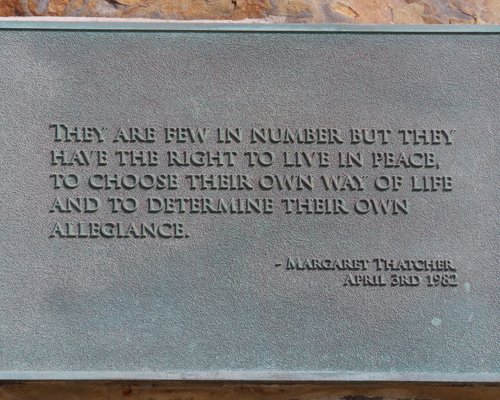 THEY ARE FEW IN NUMBER BUT THEY
HAVE THE RIGHT TO LIVE IN PEACE,
TO CHOOSE THEIR OWN WAY OF LIFE
AND TO DETERMINE THEIR OWN
ALLEGIANCE.
- MARGARET THATCHER
APRIL 3RD 1982